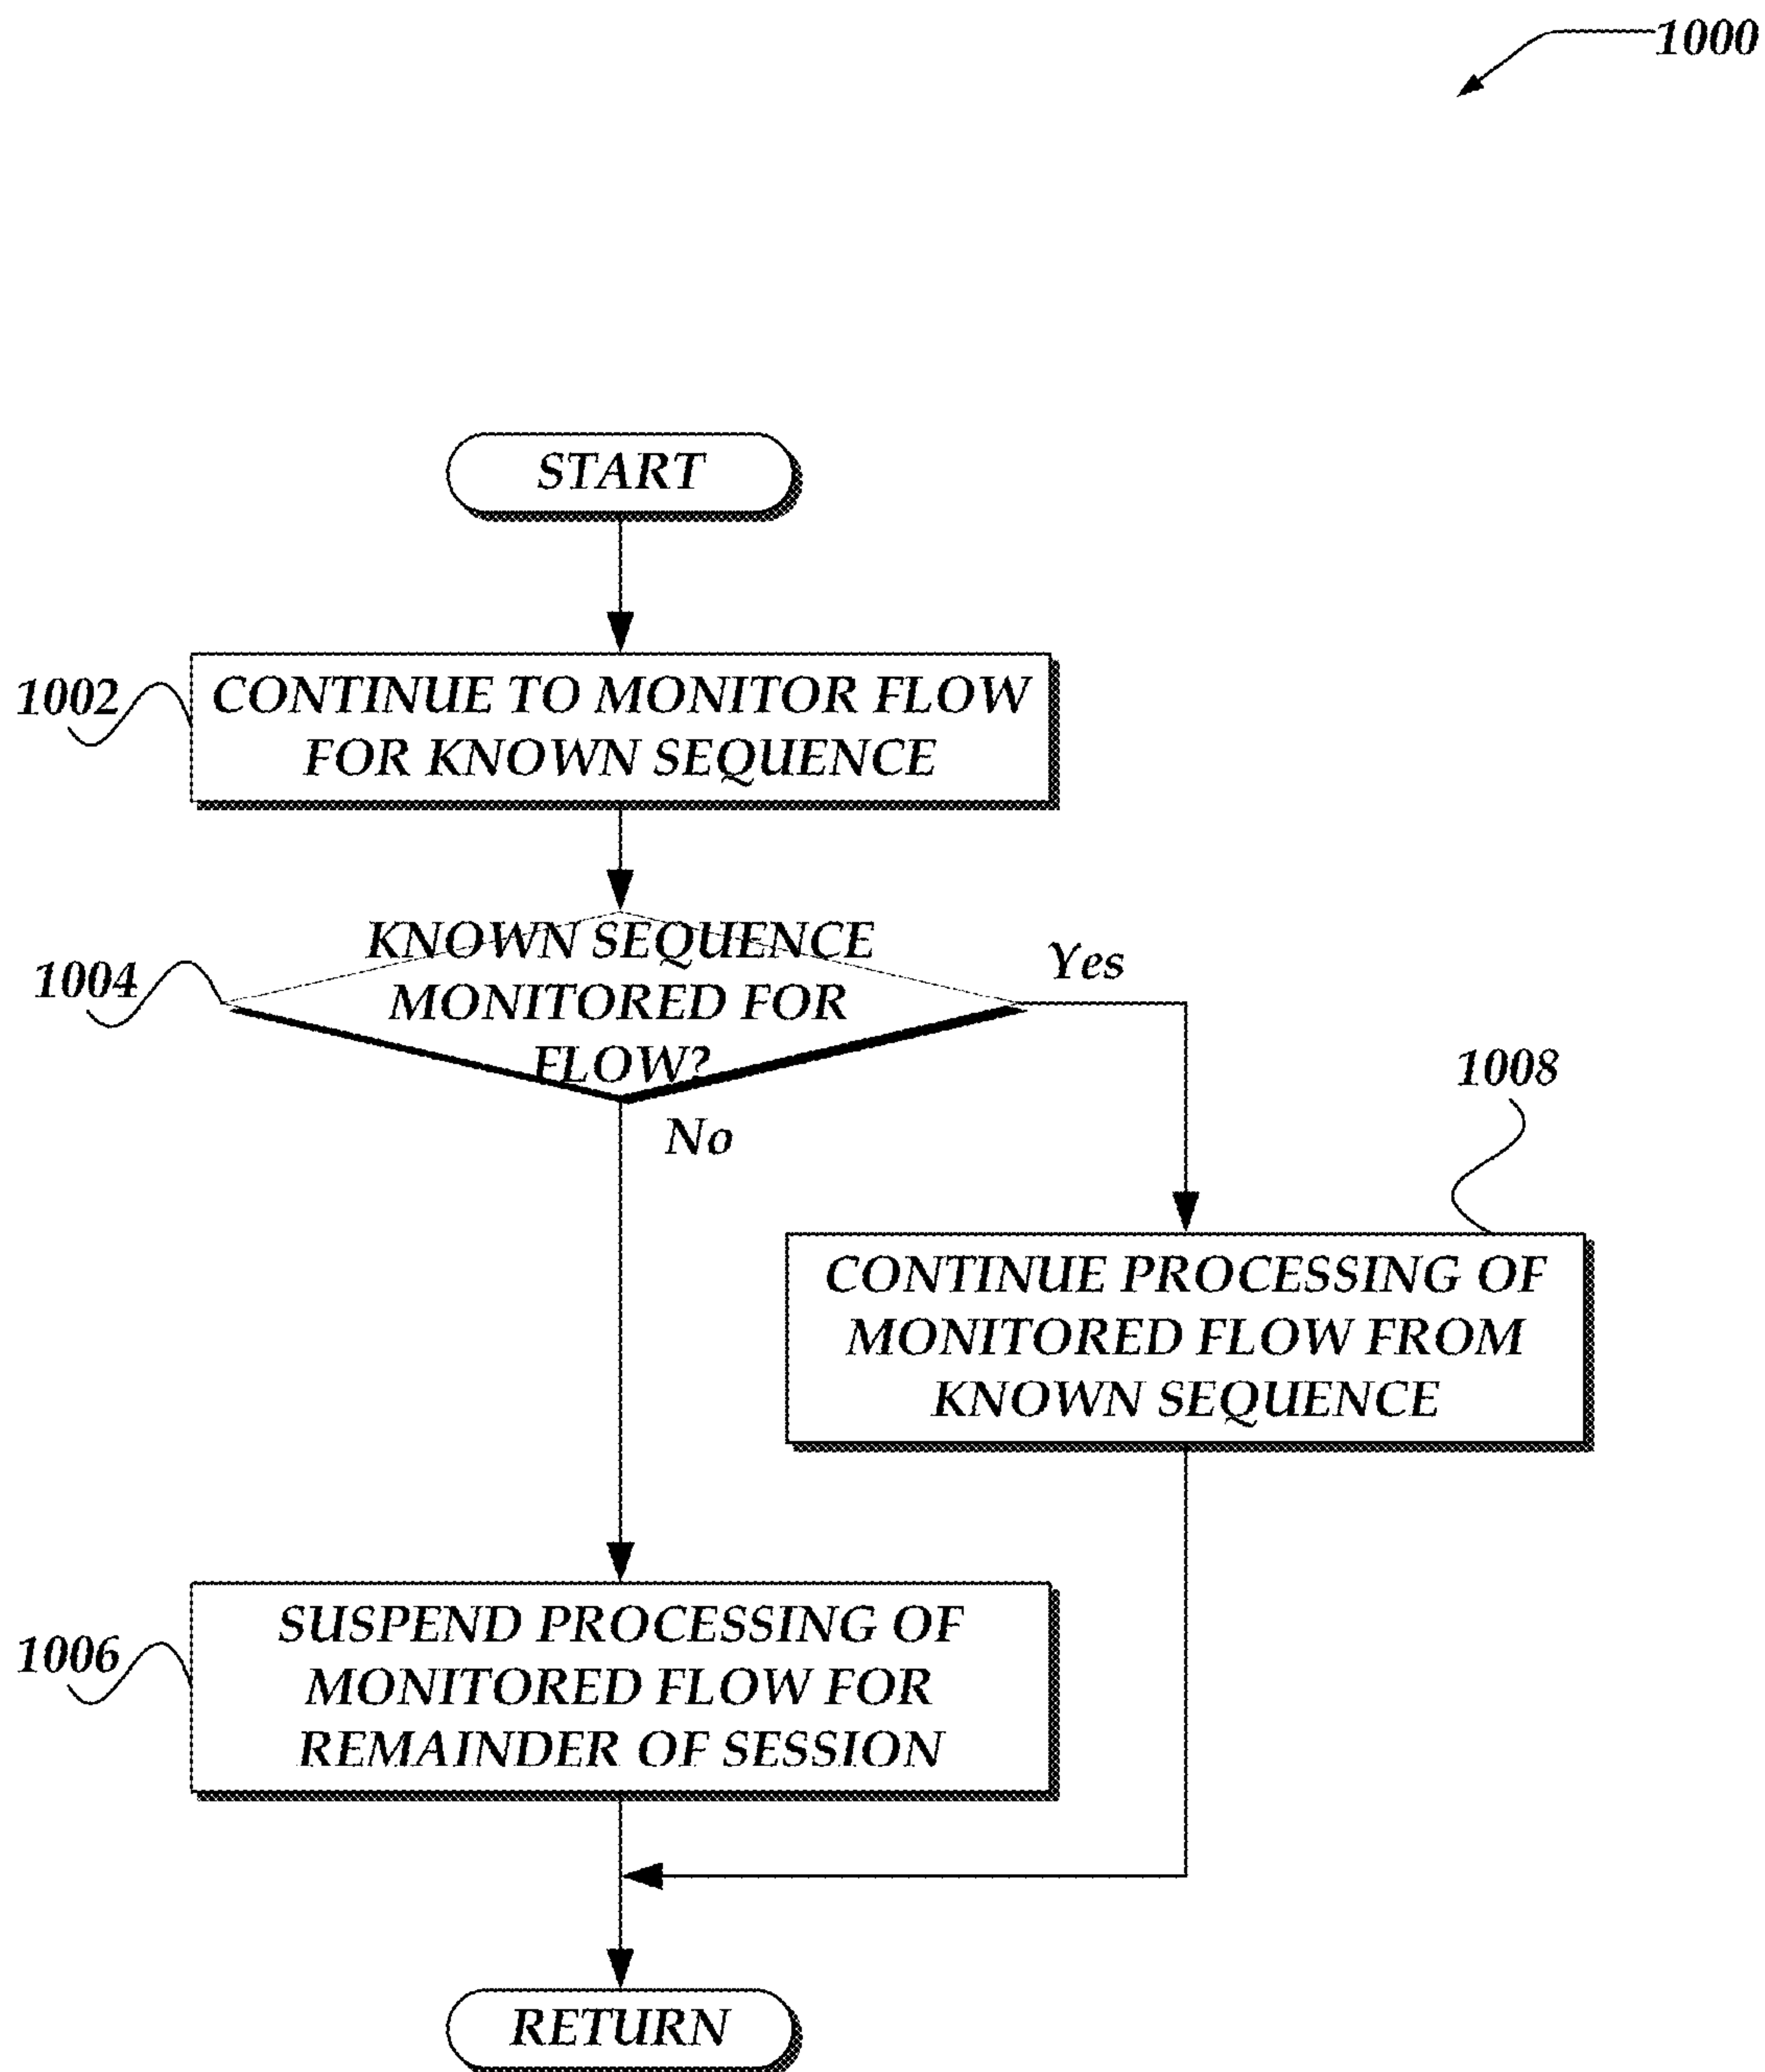 1000
START
1002
CONTINUE TO MONITOR FLOW
FOR KNOWN SEQUENCE
1004
KNOWN SEQUENCE
MONITORED FOR
FLOW?
Yes
No
1008
CONTINUE PROCESSING OF
MONITORED FLOW FROM
KNOWN SEQUENCE
1006
SUSPEND PROCESSING OF
MONITORED FLOW FOR
REMAINDER OF SESSION
RETURN